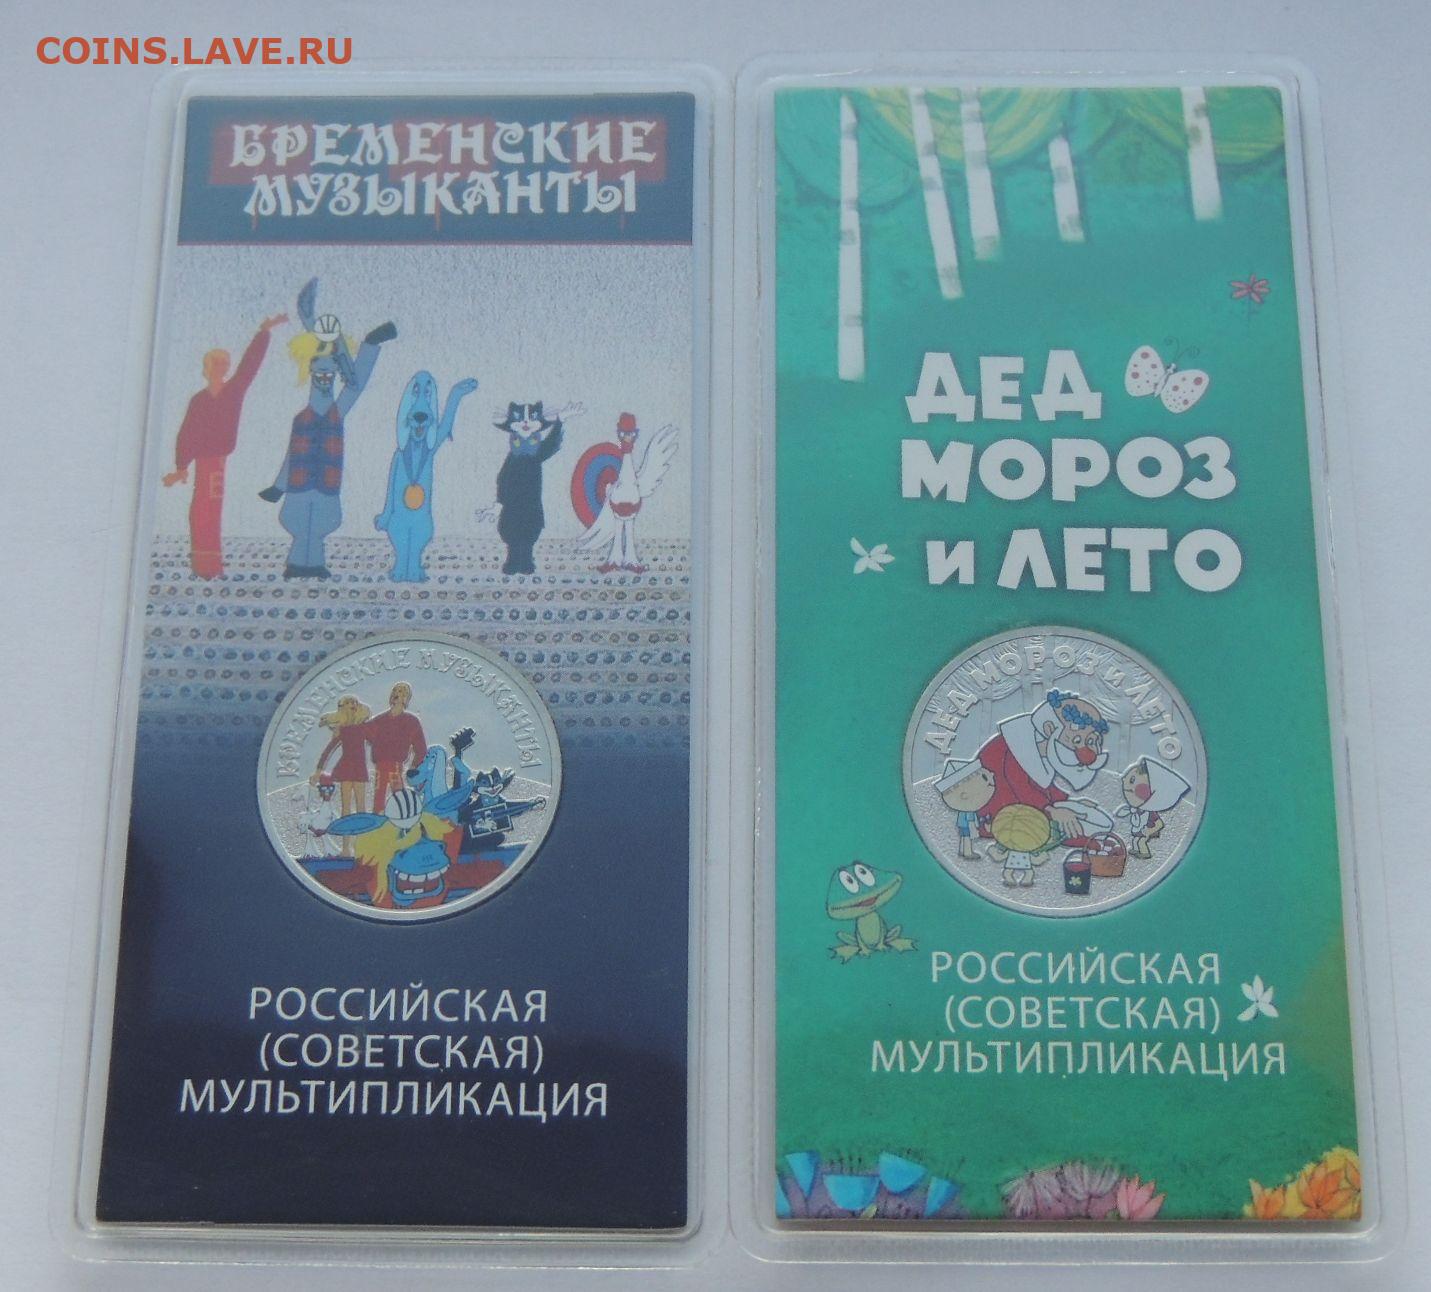 COINS.LAVE.RU
БРЕМЕНСКИЕ
МУЗЫКАНТЫ
БРЕМЕНСКИЕ МУЗЫКАНТЫ
РОССИЙСКАЯ
(СОВЕТСКАЯ)
МУЛЬТИПЛИКАЦИЯ
ДЕД
МОРОЗ
И ЛЕТО
ДЕД МОРОЗ И ЛЕТО
РОССИЙСКАЯ
(СОВЕТСКАЯ)
МУЛЬТИПЛИКАЦИЯ